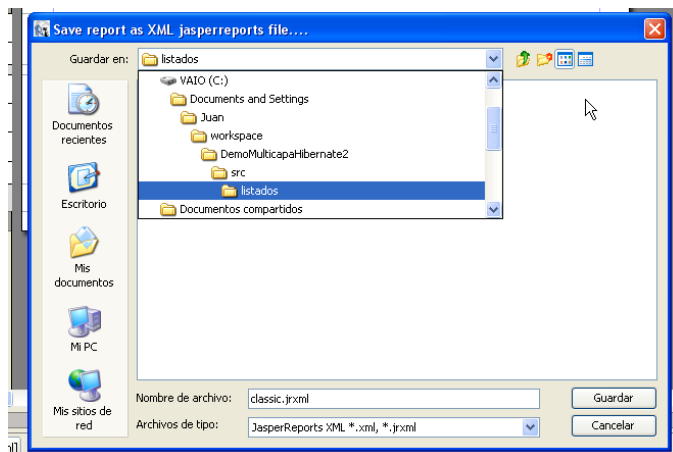 Save report as XML jasperreports file....
Guardar en:
listados
VAIO (C:)
Documents and Settings
Juan
workspace
DemoMulticapaHibernate2
src
listados
Documentos compartidos
Documentos
recientes
Escritorio
Mis
documentos
Mi PC
Mis sitios de
red
Nombre de archivo:
classic.jrxml
Guardar
Archivos de tipo:
JasperReports XML *.xml, *.jrxml
Cancelar